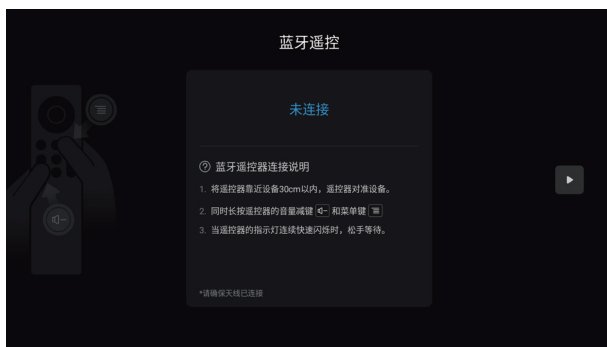 蓝牙遥控
未连接
蓝牙遥控器连接说明
1. 将遥控器靠近设备30cm以内，遥控器对准设备。
2. 同时长按遥控器的音量减键 和菜单键
3. 当遥控器的指示灯连续快速闪烁时，松手等待。
*请确保天线已连接